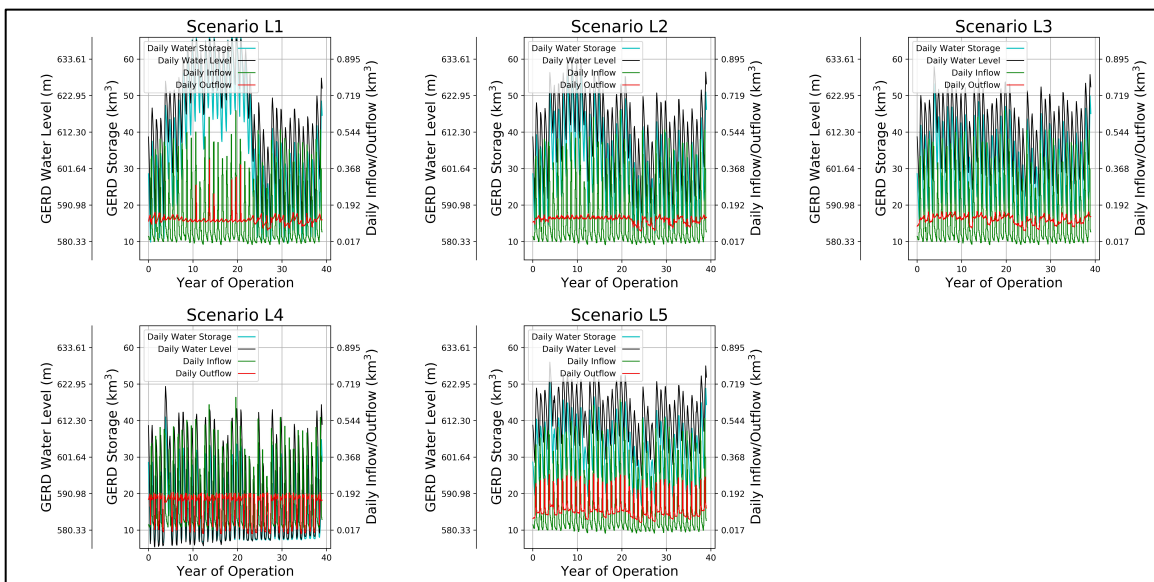 Scenario L1
Daily Water Storage
Daily Water Level
Daily Inflow
Daily Outflow
GERD Water Level (m)
633.61
622.95
612.30
601.64
590.98
580.33
GERD Storage (km³)
60
50
40
30
20
10
0.895
0.719
0.544
0.368
0.192
0.017
Daily Inflow/Outflow (km³)
0 10 20 30 40
Year of Operation
Scenario L2
Daily Water Storage
Daily Water Level
Daily Inflow
Daily Outflow
GERD Water Level (m)
633.61
622.95
612.30
601.64
590.98
580.33
GERD Storage (km³)
60
50
40
30
20
10
0.895
0.719
0.544
0.368
0.192
0.017
Daily Inflow/Outflow (km³)
0 10 20 30 40
Year of Operation
Scenario L3
Daily Water Storage
Daily Water Level
Daily Inflow
Daily Outflow
GERD Water Level (m)
633.61
622.95
612.30
601.64
590.98
580.33
GERD Storage (km³)
60
50
40
30
20
10
0.895
0.719
0.544
0.368
0.192
0.017
Daily Inflow/Outflow (km³)
0 10 20 30 40
Year of Operation
Scenario L4
Daily Water Storage
Daily Water Level
Daily Inflow
Daily Outflow
GERD Water Level (m)
633.61
622.95
612.30
601.64
590.98
580.33
GERD Storage (km³)
60
50
40
30
20
10
0.895
0.719
0.544
0.368
0.192
0.017
Daily Inflow/Outflow (km³)
0 10 20 30 40
Year of Operation
Scenario L5
Daily Water Storage
Daily Water Level
Daily Inflow
Daily Outflow
GERD Water Level (m)
633.61
622.95
612.30
601.64
590.98
580.33
GERD Storage (km³)
60
50
40
30
20
10
0.895
0.719
0.544
0.368
0.192
0.017
Daily Inflow/Outflow (km³)
0 10 20 30 40
Year of Operation